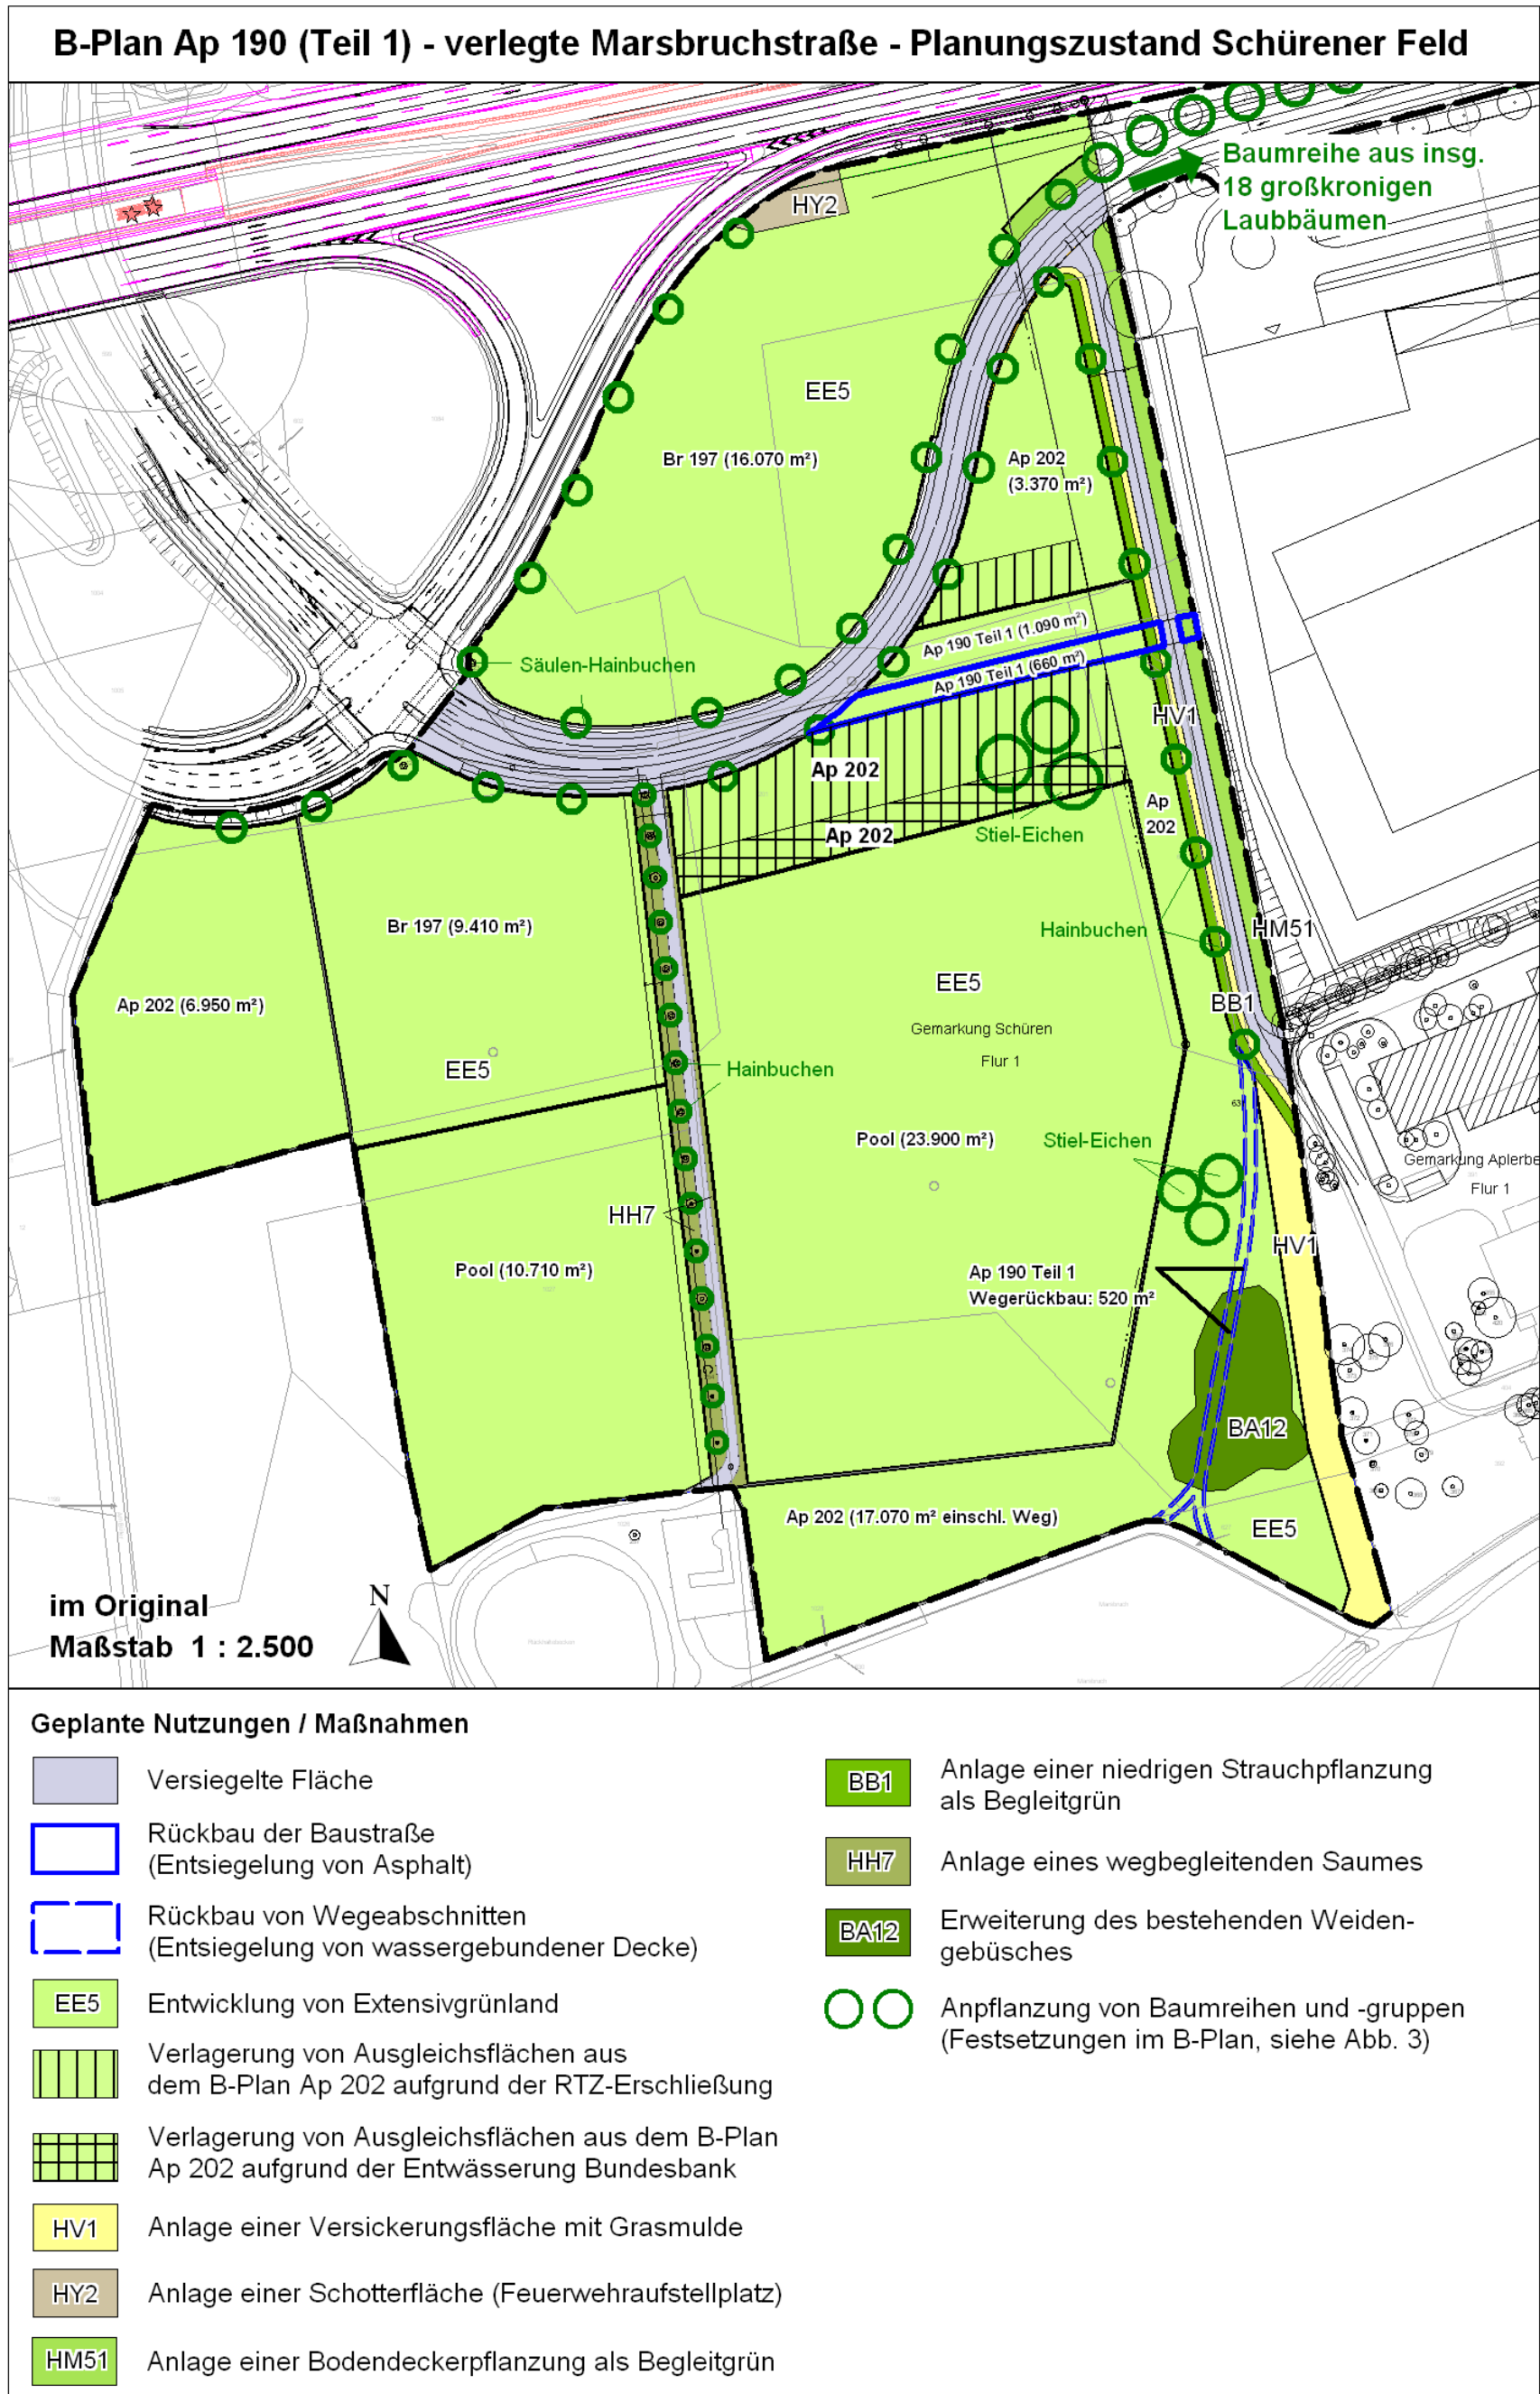 B-Plan Ap 190 (Teil 1) - verlegte Marsbruchstraße - Planungszustand Schürener Feld
Baumreihe aus insg.
18 großkronigen
Laubbäumen
HY2
EE5
Br 197 (16.070 m²)
Ap 202
(3.370 m²)
Ap 190 Teil 1 (1.090 m²)
Ap 190 Teil 1 (660 m²)
Säulen-Hainbuchen
HV1
Ap 202
Ap
202
Ap 202
Stiel-Eichen
Br 197 (9.410 m²)
Hainbuchen
HM51
EE5
Ap 202 (6.950 m²)
BB1
Gemarkung Schüren
Flur 1
EE5
Hainbuchen
Pool (23.900 m²)
Stiel-Eichen
Gemarkung Aplerbe
Flur 1
HH7
HV1
Pool (10.710 m²)
Ap 190 Teil 1
Wegerückbau: 520 m²
BA12
Ap 202 (17.070 m² einschl. Weg)
EE5
im Original
Maßstab 1 : 2.500
N
Geplante Nutzungen / Maßnahmen
Versiegelte Fläche
Rückbau der Baustraße
(Entsiegelung von Asphalt)
Rückbau von Wegeabschnitten
(Entsiegelung von wassergebundener Decke)
EE5 Entwicklung von Extensivgrünland
Verlagerung von Ausgleichsflächen aus
dem B-Plan Ap 202 aufgrund der RTZ-Erschließung
Verlagerung von Ausgleichsflächen aus dem B-Plan
Ap 202 aufgrund der Entwässerung Bundesbank
HV1 Anlage einer Versickerungsfläche mit Grasmulde
HY2 Anlage einer Schotterfläche (Feuerwehraufstellplatz)
HM51 Anlage einer Bodendeckerpflanzung als Begleitgrün
BB1 Anlage einer niedrigen Strauchpflanzung
als Begleitgrün
HH7 Anlage eines wegbegleitenden Saumes
BA12 Erweiterung des bestehenden Weiden-
gebüsches
Anpflanzung von Baumreihen und -gruppen
(Festsetzungen im B-Plan, siehe Abb. 3)